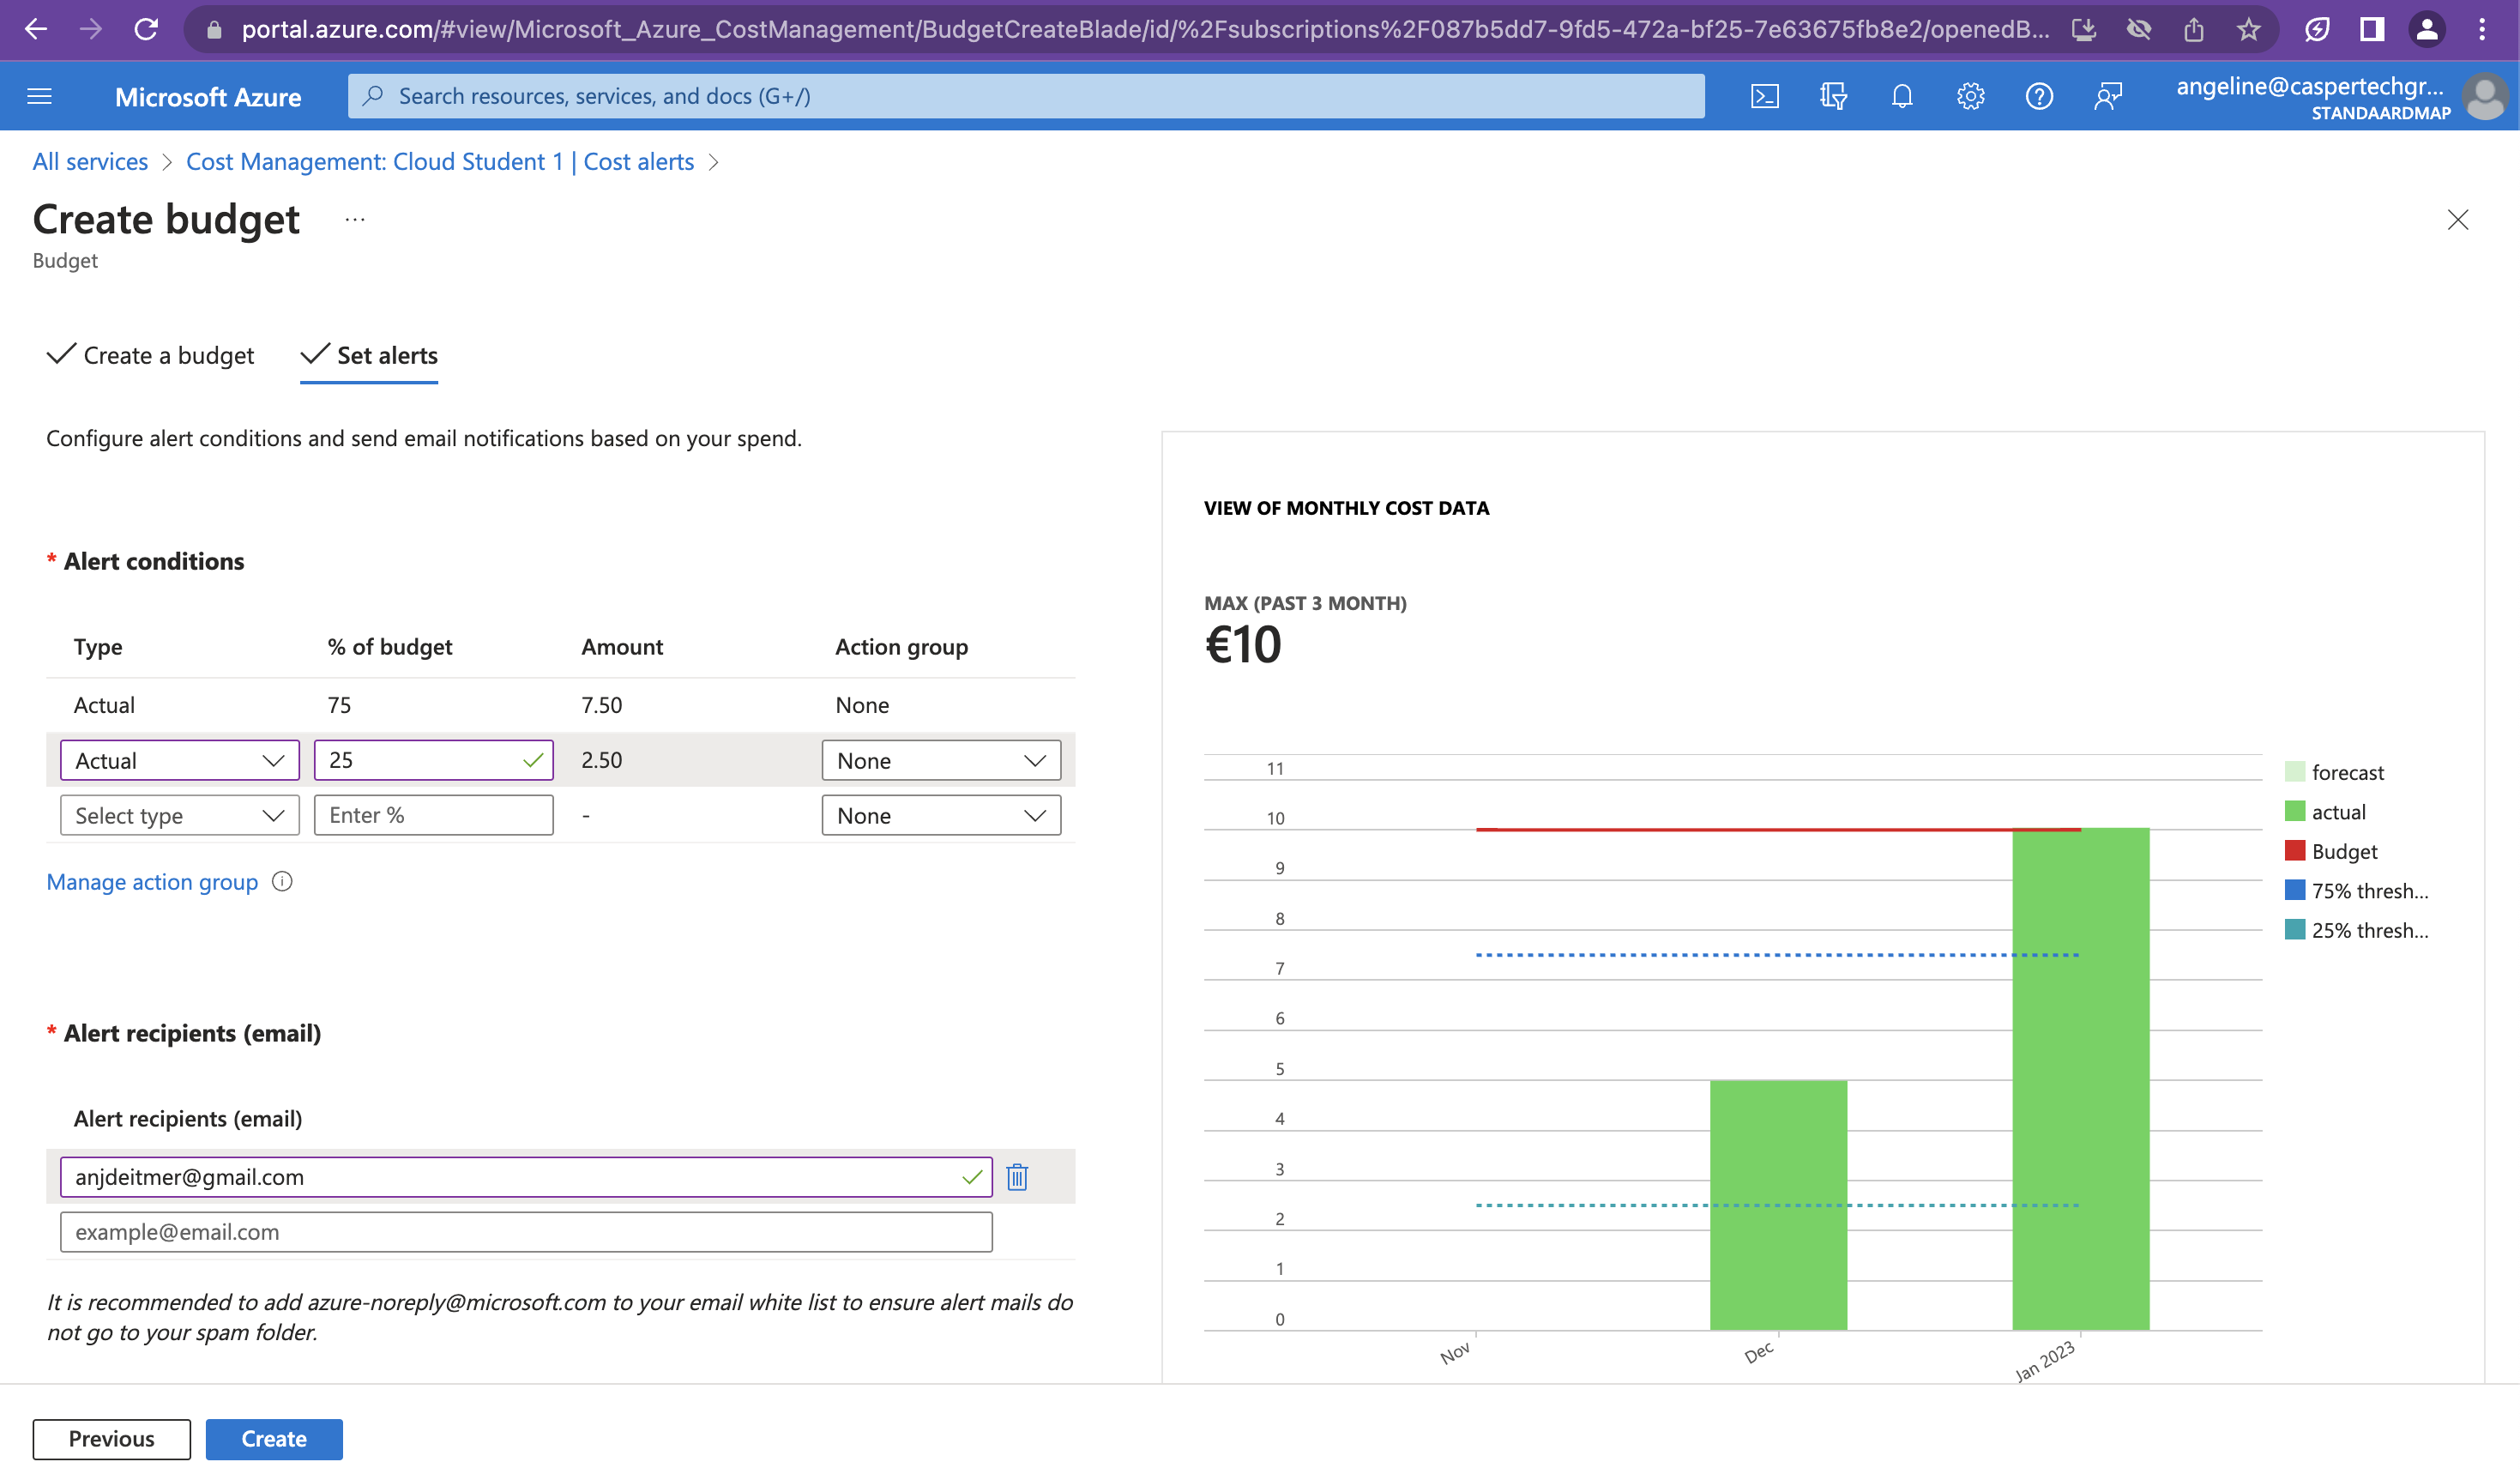 portal.azure.com/#view/Microsoft_Azure_CostManagement/BudgetCreateBlade/id/%2Fsubscriptions%2F087b5dd7-9fd5-472a-bf25-7e63675fb8e2/openedB...
Microsoft Azure
Search resources, services, and docs (G+/)
angeline@caspertechgr...
STANDAARDMAP
All services > Cost Management: Cloud Student 1 | Cost alerts >
Create budget ...
Budget
Create a budget
Set alerts
Configure alert conditions and send email notifications based on your spend.
* Alert conditions
Type % of budget Amount Action group
Actual 75 7.50 None
Actual 25 2.50 None
Select type Enter % - None
Manage action group
* Alert recipients (email)
Alert recipients (email)
anjdeitmer@gmail.com
example@email.com
It is recommended to add azure-noreply@microsoft.com to your email white list to ensure alert mails do
not go to your spam folder.
Previous
Create
VIEW OF MONTHLY COST DATA
MAX (PAST 3 MONTH)
€10
11
10
9
8
7
6
5
4
3
2
1
0
Nov
Dec
Jan 2023
forecast
actual
Budget
75% thresh...
25% thresh...